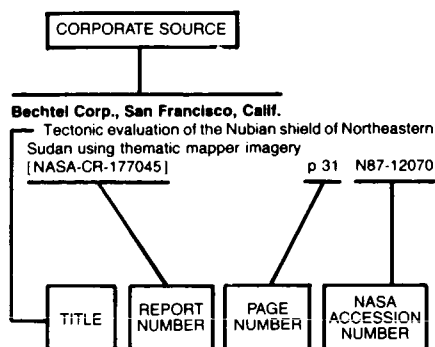 CORPORATE SOURCE
Bechtel Corp., San Francisco, Calif.
Tectonic evaluation of the Nubian shield of Northeastern
Sudan using thematic mapper imagery
[NASA-CR-177045] p 31 N87-12070
TITLE
REPORT
NUMBER
PAGE
NUMBER
NASA
ACCESSION
NUMBER